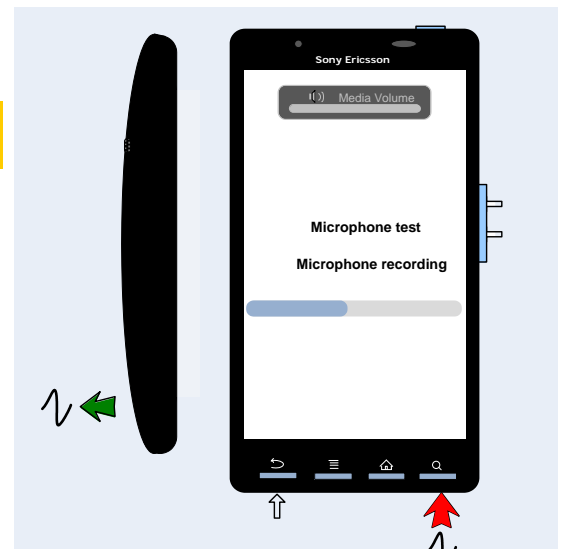 Sony Ericsson
Media Volume
Microphone test
Microphone recording